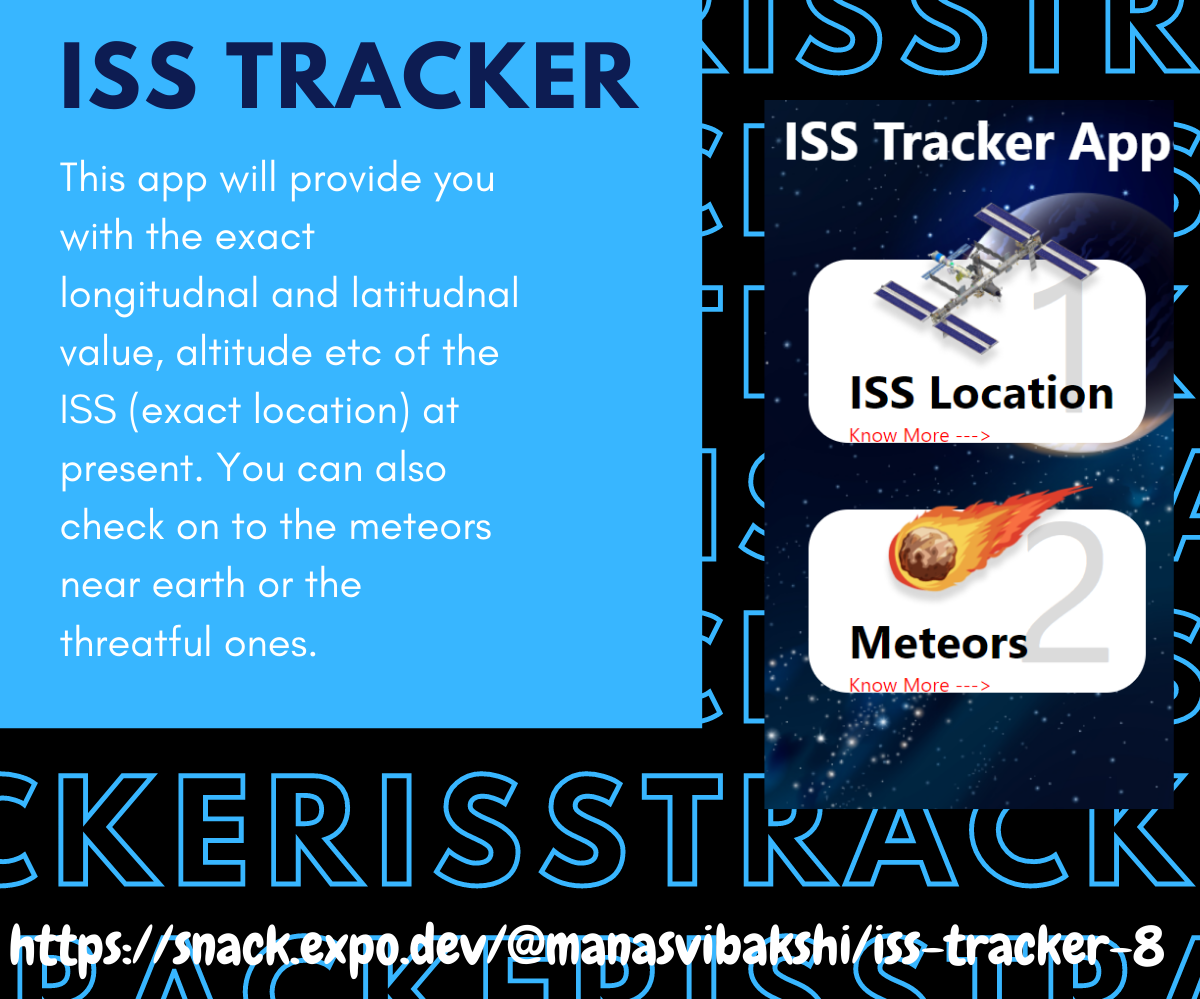 ISS TRACKER
This app will provide you
with the exact
longitudnal and latitudnal
value, altitude etc of the
ISS (exact location) at
present. You can also
check on to the meteors
near earth or the
threatful ones.
ISS Tracker App
1
ISS Location
Know More --->
2
Meteors
Know More --->
CKERISSTRACK
https://snack.expo.dev/@manasvibakshi/iss-tracker-8